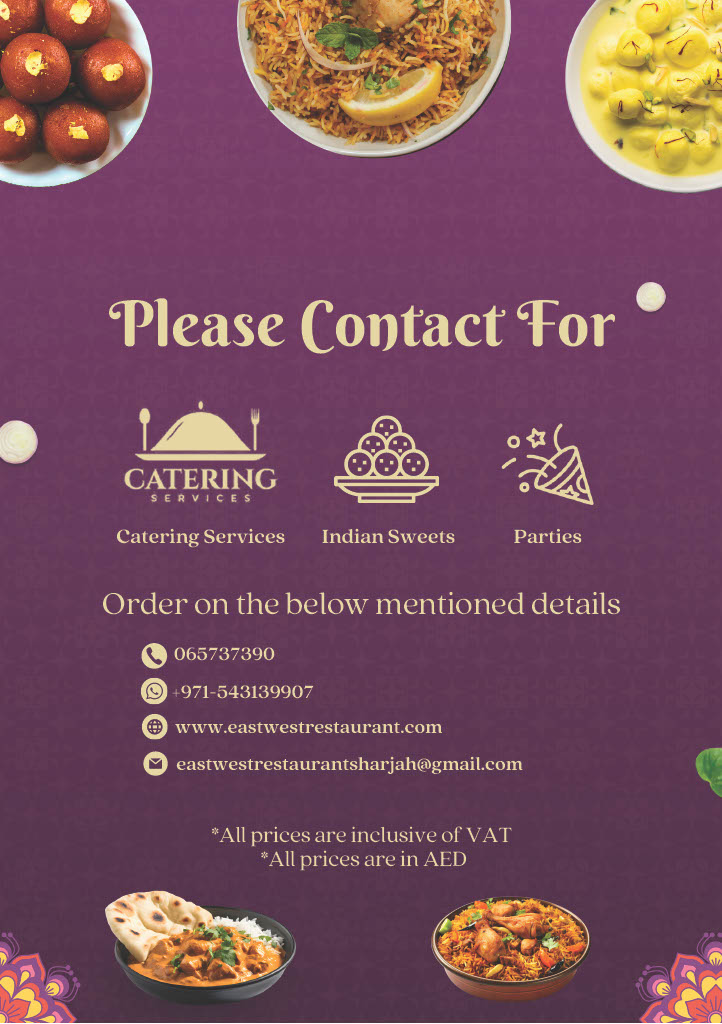 Please Contact For
CATERING
SERVICES
Catering Services
Indian Sweets
Parties
Order on the below mentioned details
065737390
+971-543139907
www.eastwestrestaurant.com
eastwestrestaurantsharjah@gmail.com
*All prices are inclusive of VAT
*All prices are in AED